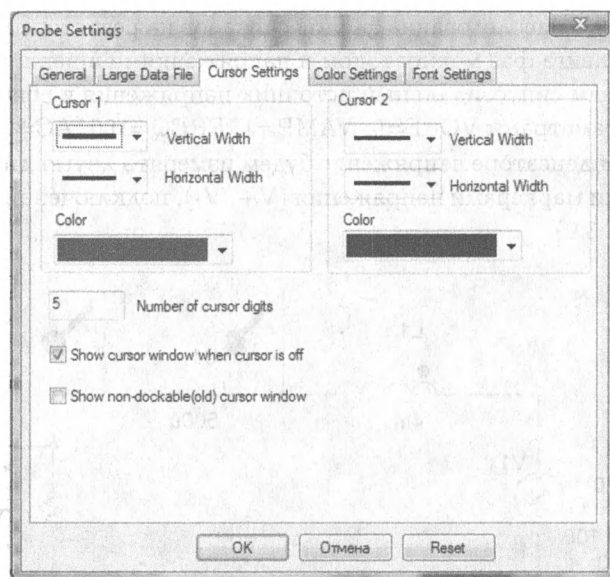 Probe Settings
General Large Data File Cursor Settings Color Settings Font Settings
Cursor 1
Vertical Width
Horizontal Width
Color
Cursor 2
Vertical Width
Horizontal Width
Color
5 Number of cursor digits
Show cursor window when cursor is off
Show non-dockable(old) cursor window
OK Отмена Reset